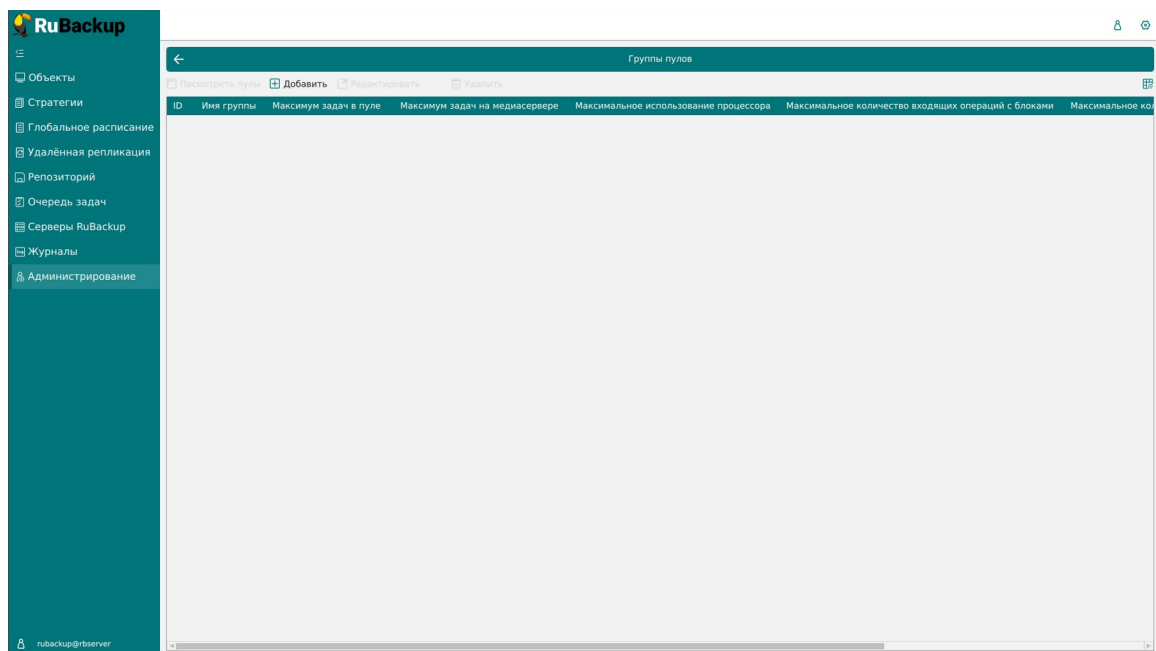 RuBackup
Группы пулов
Объекты
Стратегии
Глобальное расписание
Удалённая репликация
Репозиторий
Очередь задач
Серверы RuBackup
Журналы
Администрирование
Посмотреть пулы Добавить Редактировать Удалить
ID Имя группы Максимум задач в пуле Максимум задач на медиасервере Максимальное использование процессора Максимальное количество входящих операций с блоками Максимальное кол
rubackup@rbserver